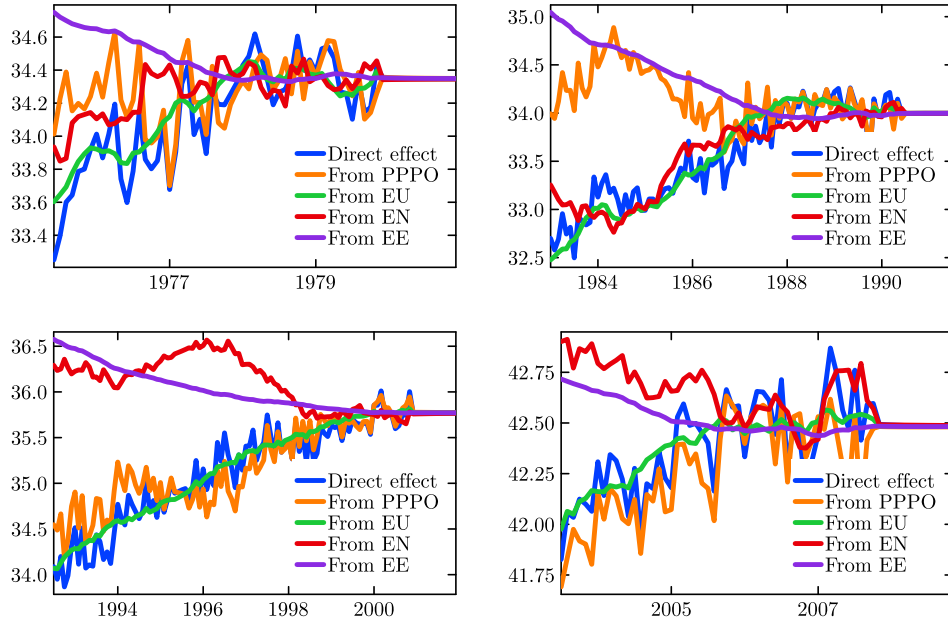 34.6
34.4
34.2
34.0
33.8
33.6
33.4
1977
1979
Direct effect
From PPPO
From EU
From EN
From EE
35.0
34.5
34.0
33.5
33.0
32.5
1984
1986
1988
1990
Direct effect
From PPPO
From EU
From EN
From EE
36.5
36.0
35.5
35.0
34.5
34.0
1994
1996
1998
2000
Direct effect
From PPPO
From EU
From EN
From EE
42.75
42.50
42.25
42.00
41.75
2005
2007
Direct effect
From PPPO
From EU
From EN
From EE